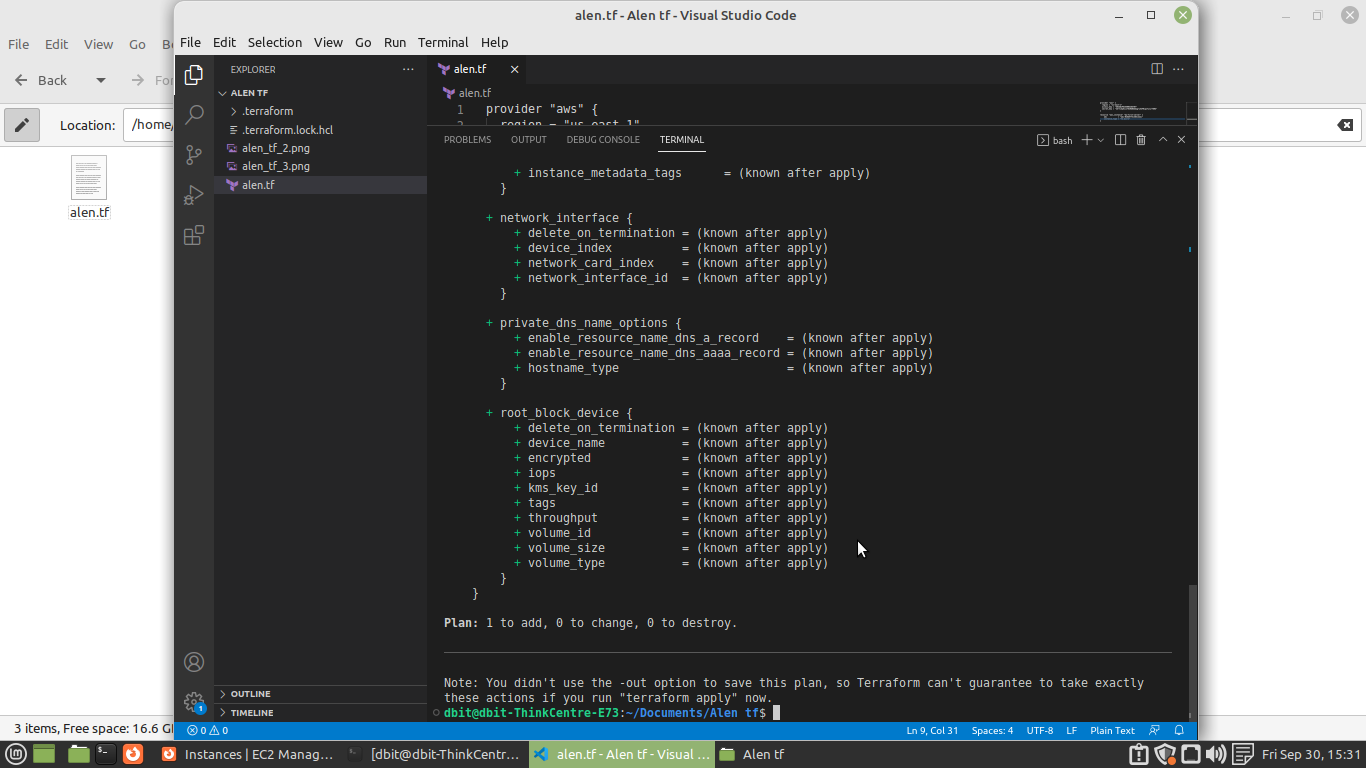 alen.tf - Alen tf - Visual Studio Code
File Edit View Go
Back
Location: /home/
alen.tf
3 items, Free space: 16.6 G
File Edit Selection View Go Run Terminal Help
EXPLORER
ALEN TF
.terraform
.terraform.lock.hcl
alen_tf_2.png
alen_tf_3.png
alen.tf
OUTLINE
TIMELINE
alen.tf
alen.tf
1 provider "aws" {
2 region = "us-east-1"
PROBLEMS OUTPUT DEBUG CONSOLE TERMINAL
bash
+ instance_metadata_tags = (known after apply)
}
+ network_interface {
+ delete_on_termination = (known after apply)
+ device_index = (known after apply)
+ network_card_index = (known after apply)
+ network_interface_id = (known after apply)
}
+ private_dns_name_options {
+ enable_resource_name_dns_a_record = (known after apply)
+ enable_resource_name_dns_aaaa_record = (known after apply)
+ hostname_type = (known after apply)
}
+ root_block_device {
+ delete_on_termination = (known after apply)
+ device_name = (known after apply)
+ encrypted = (known after apply)
+ iops = (known after apply)
+ kms_key_id = (known after apply)
+ tags = (known after apply)
+ throughput = (known after apply)
+ volume_id = (known after apply)
+ volume_size = (known after apply)
+ volume_type = (known after apply)
}
}
Plan: 1 to add, 0 to change, 0 to destroy.
Note: You didn't use the -out option to save this plan, so Terraform can't guarantee to take exactly
these actions if you run "terraform apply" now.
dbit@dbit-ThinkCentre-E73:~/Documents/Alen tf$
1
0 0 Ln 9, Col 31 Spaces: 4 UTF-8 LF Plain Text
Instances | EC2 Manag... [dbit@dbit-ThinkCentr... alen.tf - Alen tf - Visual ... Alen tf Fri Sep 30, 15:31